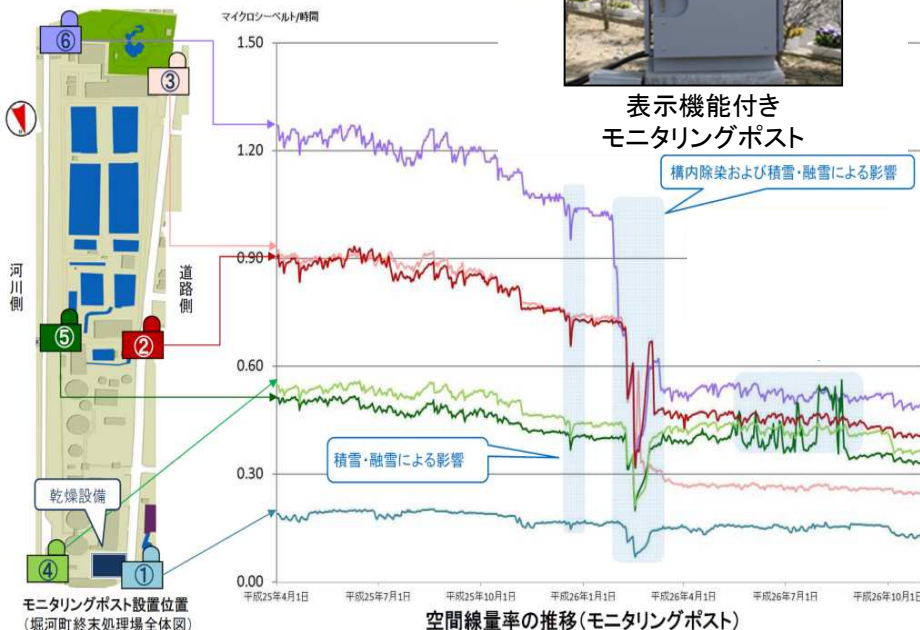 マイクロシーベルト/時間
1.50
1.20
0.90
0.60
0.30
0.00
平成25年4月1日
平成25年7月1日
平成25年10月1日
平成26年1月1日
平成26年4月1日
平成26年7月1日
平成26年10月1日
空間線量率の推移(モニタリングポスト)
表示機能付き
モニタリングポスト
構内除染および積雪・融雪による影響
積雪・融雪による影響
⑥
③
河川側
道路側
⑤
②
乾燥設備
④
①
モニタリングポスト設置位置
(堀河町終末処理場全体図)